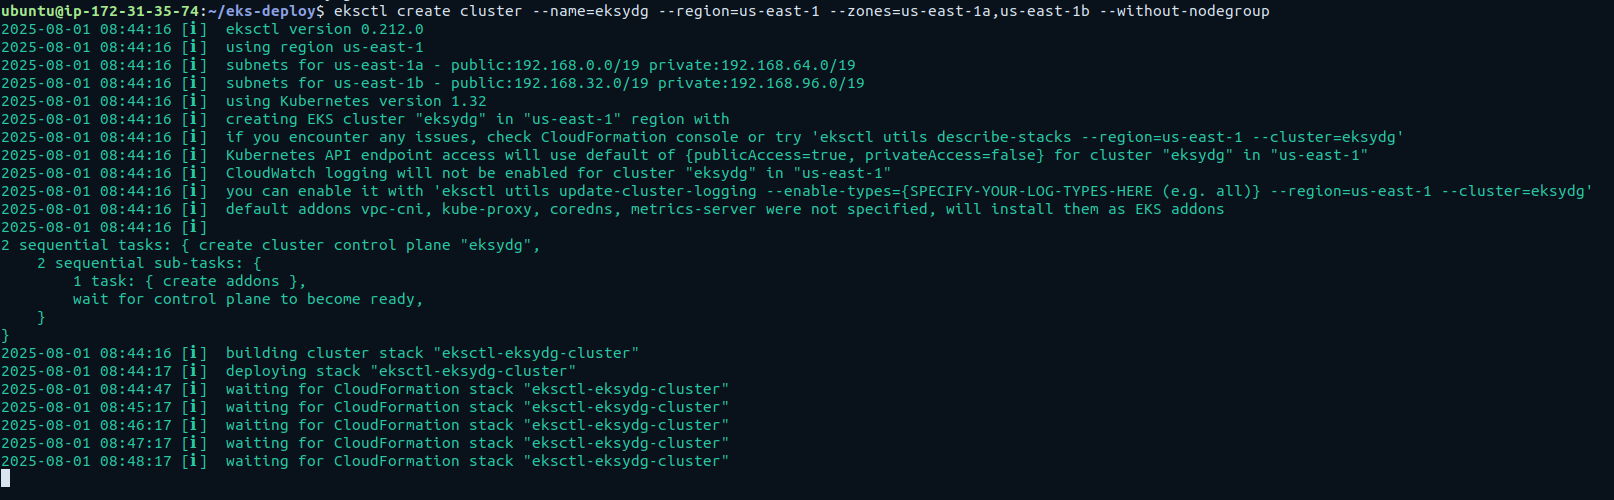 ubuntu@ip-172-31-35-74:~/eks-deploy$ eksctl create cluster --name=eksydg --region=us-east-1 --zones=us-east-1a,us-east-1b --without-nodegroup
2025-08-01 08:44:16 [ℹ]  eksctl version 0.212.0
2025-08-01 08:44:16 [ℹ]  using region us-east-1
2025-08-01 08:44:16 [ℹ]  subnets for us-east-1a - public:192.168.0.0/19 private:192.168.64.0/19
2025-08-01 08:44:16 [ℹ]  subnets for us-east-1b - public:192.168.32.0/19 private:192.168.96.0/19
2025-08-01 08:44:16 [ℹ]  using Kubernetes version 1.32
2025-08-01 08:44:16 [ℹ]  creating EKS cluster "eksydg" in "us-east-1" region with
2025-08-01 08:44:16 [ℹ]  if you encounter any issues, check CloudFormation console or try 'eksctl utils describe-stacks --region=us-east-1 --cluster=eksydg'
2025-08-01 08:44:16 [ℹ]  Kubernetes API endpoint access will use default of {publicAccess=true, privateAccess=false} for cluster "eksydg" in "us-east-1"
2025-08-01 08:44:16 [ℹ]  CloudWatch logging will not be enabled for cluster "eksydg" in "us-east-1"
2025-08-01 08:44:16 [ℹ]  you can enable it with 'eksctl utils update-cluster-logging --enable-types={SPECIFY-YOUR-LOG-TYPES-HERE (e.g. all)} --region=us-east-1 --cluster=eksydg'
2025-08-01 08:44:16 [ℹ]  default addons vpc-cni, kube-proxy, coredns, metrics-server were not specified, will install them as EKS addons
2025-08-01 08:44:16 [ℹ]
2 sequential tasks: { create cluster control plane "eksydg",
    2 sequential sub-tasks: {
        1 task: { create addons },
        wait for control plane to become ready,
    }
}
2025-08-01 08:44:16 [ℹ]  building cluster stack "eksctl-eksydg-cluster"
2025-08-01 08:44:17 [ℹ]  deploying stack "eksctl-eksydg-cluster"
2025-08-01 08:44:47 [ℹ]  waiting for CloudFormation stack "eksctl-eksydg-cluster"
2025-08-01 08:45:17 [ℹ]  waiting for CloudFormation stack "eksctl-eksydg-cluster"
2025-08-01 08:46:17 [ℹ]  waiting for CloudFormation stack "eksctl-eksydg-cluster"
2025-08-01 08:47:17 [ℹ]  waiting for CloudFormation stack "eksctl-eksydg-cluster"
2025-08-01 08:48:17 [ℹ]  waiting for CloudFormation stack "eksctl-eksydg-cluster"